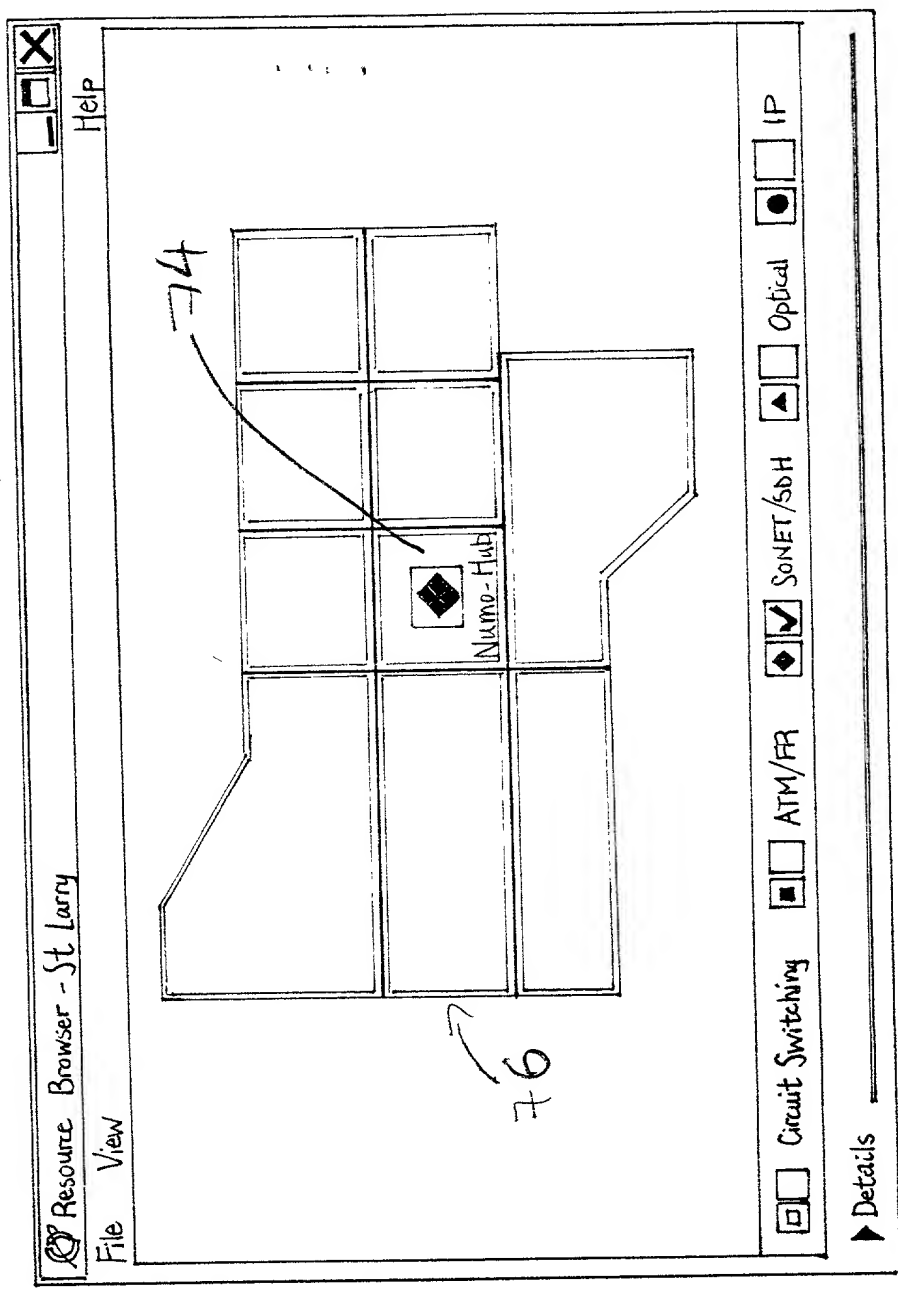 Resource Browser - St Larry
File View Help
74
Numo-Hub
76
Circuit Switching ATM/FR SONET/SDH Optical IP
Details